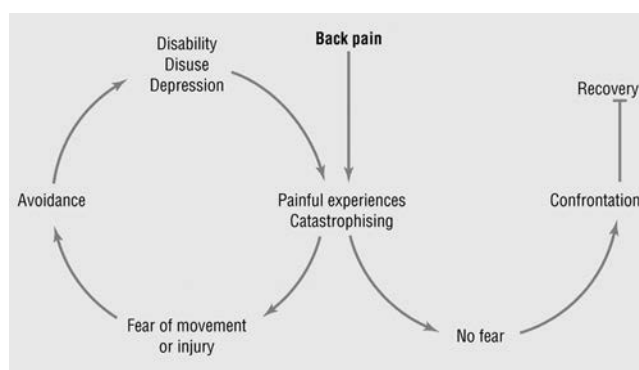 Disability
Disuse
Depression
Back pain
Recovery
Avoidance
Painful experiences
Catastrophising
Confrontation
Fear of movement
or injury
No fear